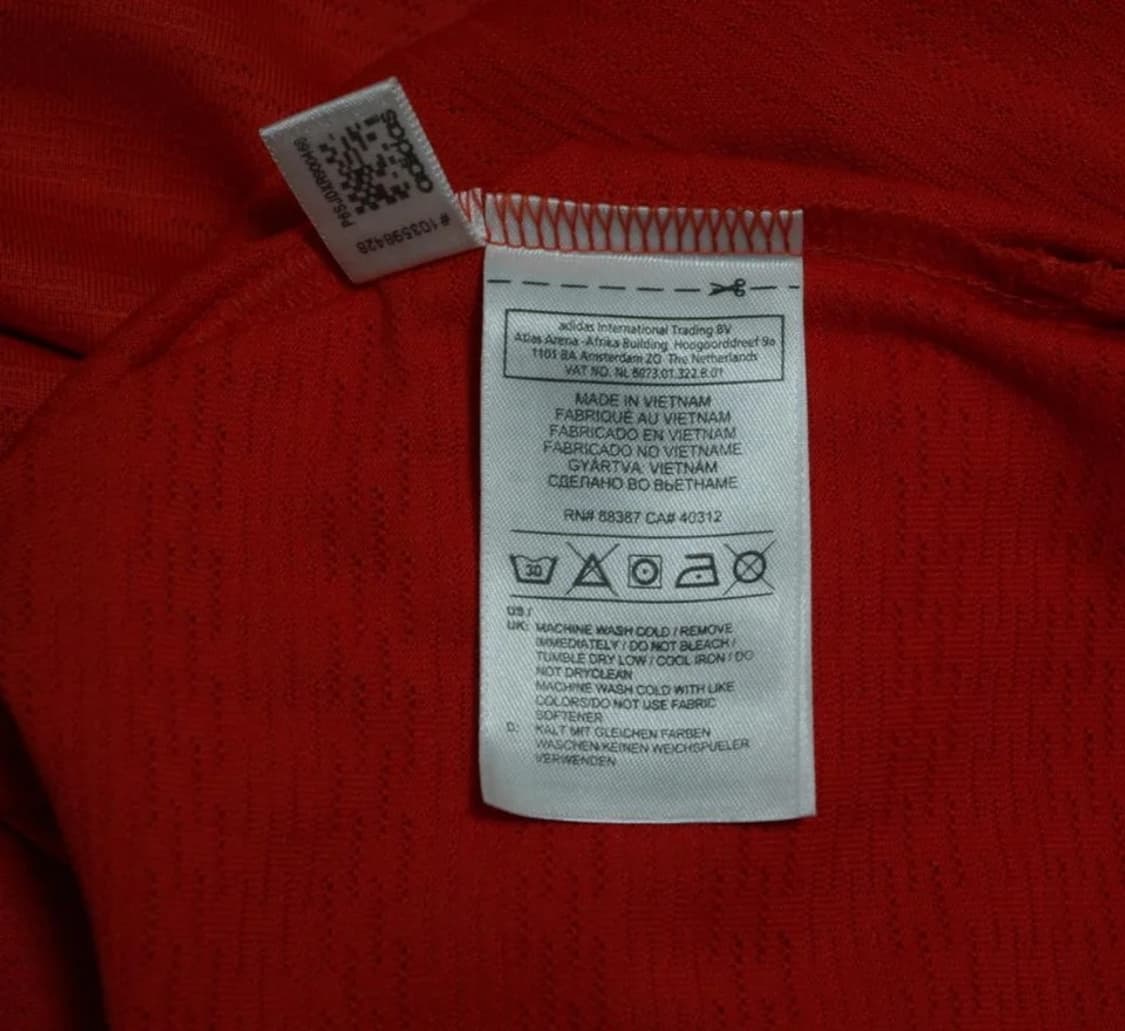 adidas
#103598428
adidas International Trading BV
Atlas Arena -Afrika Building Hoogoorddreef 9a
1101 BA Amsterdam ZO The Netherlands
VAT NO. NL 8073.01.322.B.01
MADE IN VIETNAM
FABRIQUÉ AU VIETNAM
FABRICADO EN VIETNAM
FABRICADO NO VIETNAME
GYÁRTVA: VIETNÁM
СДЕЛАНО ВО ВЬЕТНАМЕ
RN# 88387 CA# 40312
30
US /
UK: MACHINE WASH COLD / REMOVE
IMMEDIATELY / DO NOT BLEACH /
TUMBLE DRY LOW / COOL IRON / DO
NOT DRYCLEAN
MACHINE WASH COLD WITH LIKE
COLORS/DO NOT USE FABRIC
SOFTENER
D: KALT MIT GLEICHEN FARBEN
WASCHEN/KEINEN WEICHSPUELER
VERWENDEN